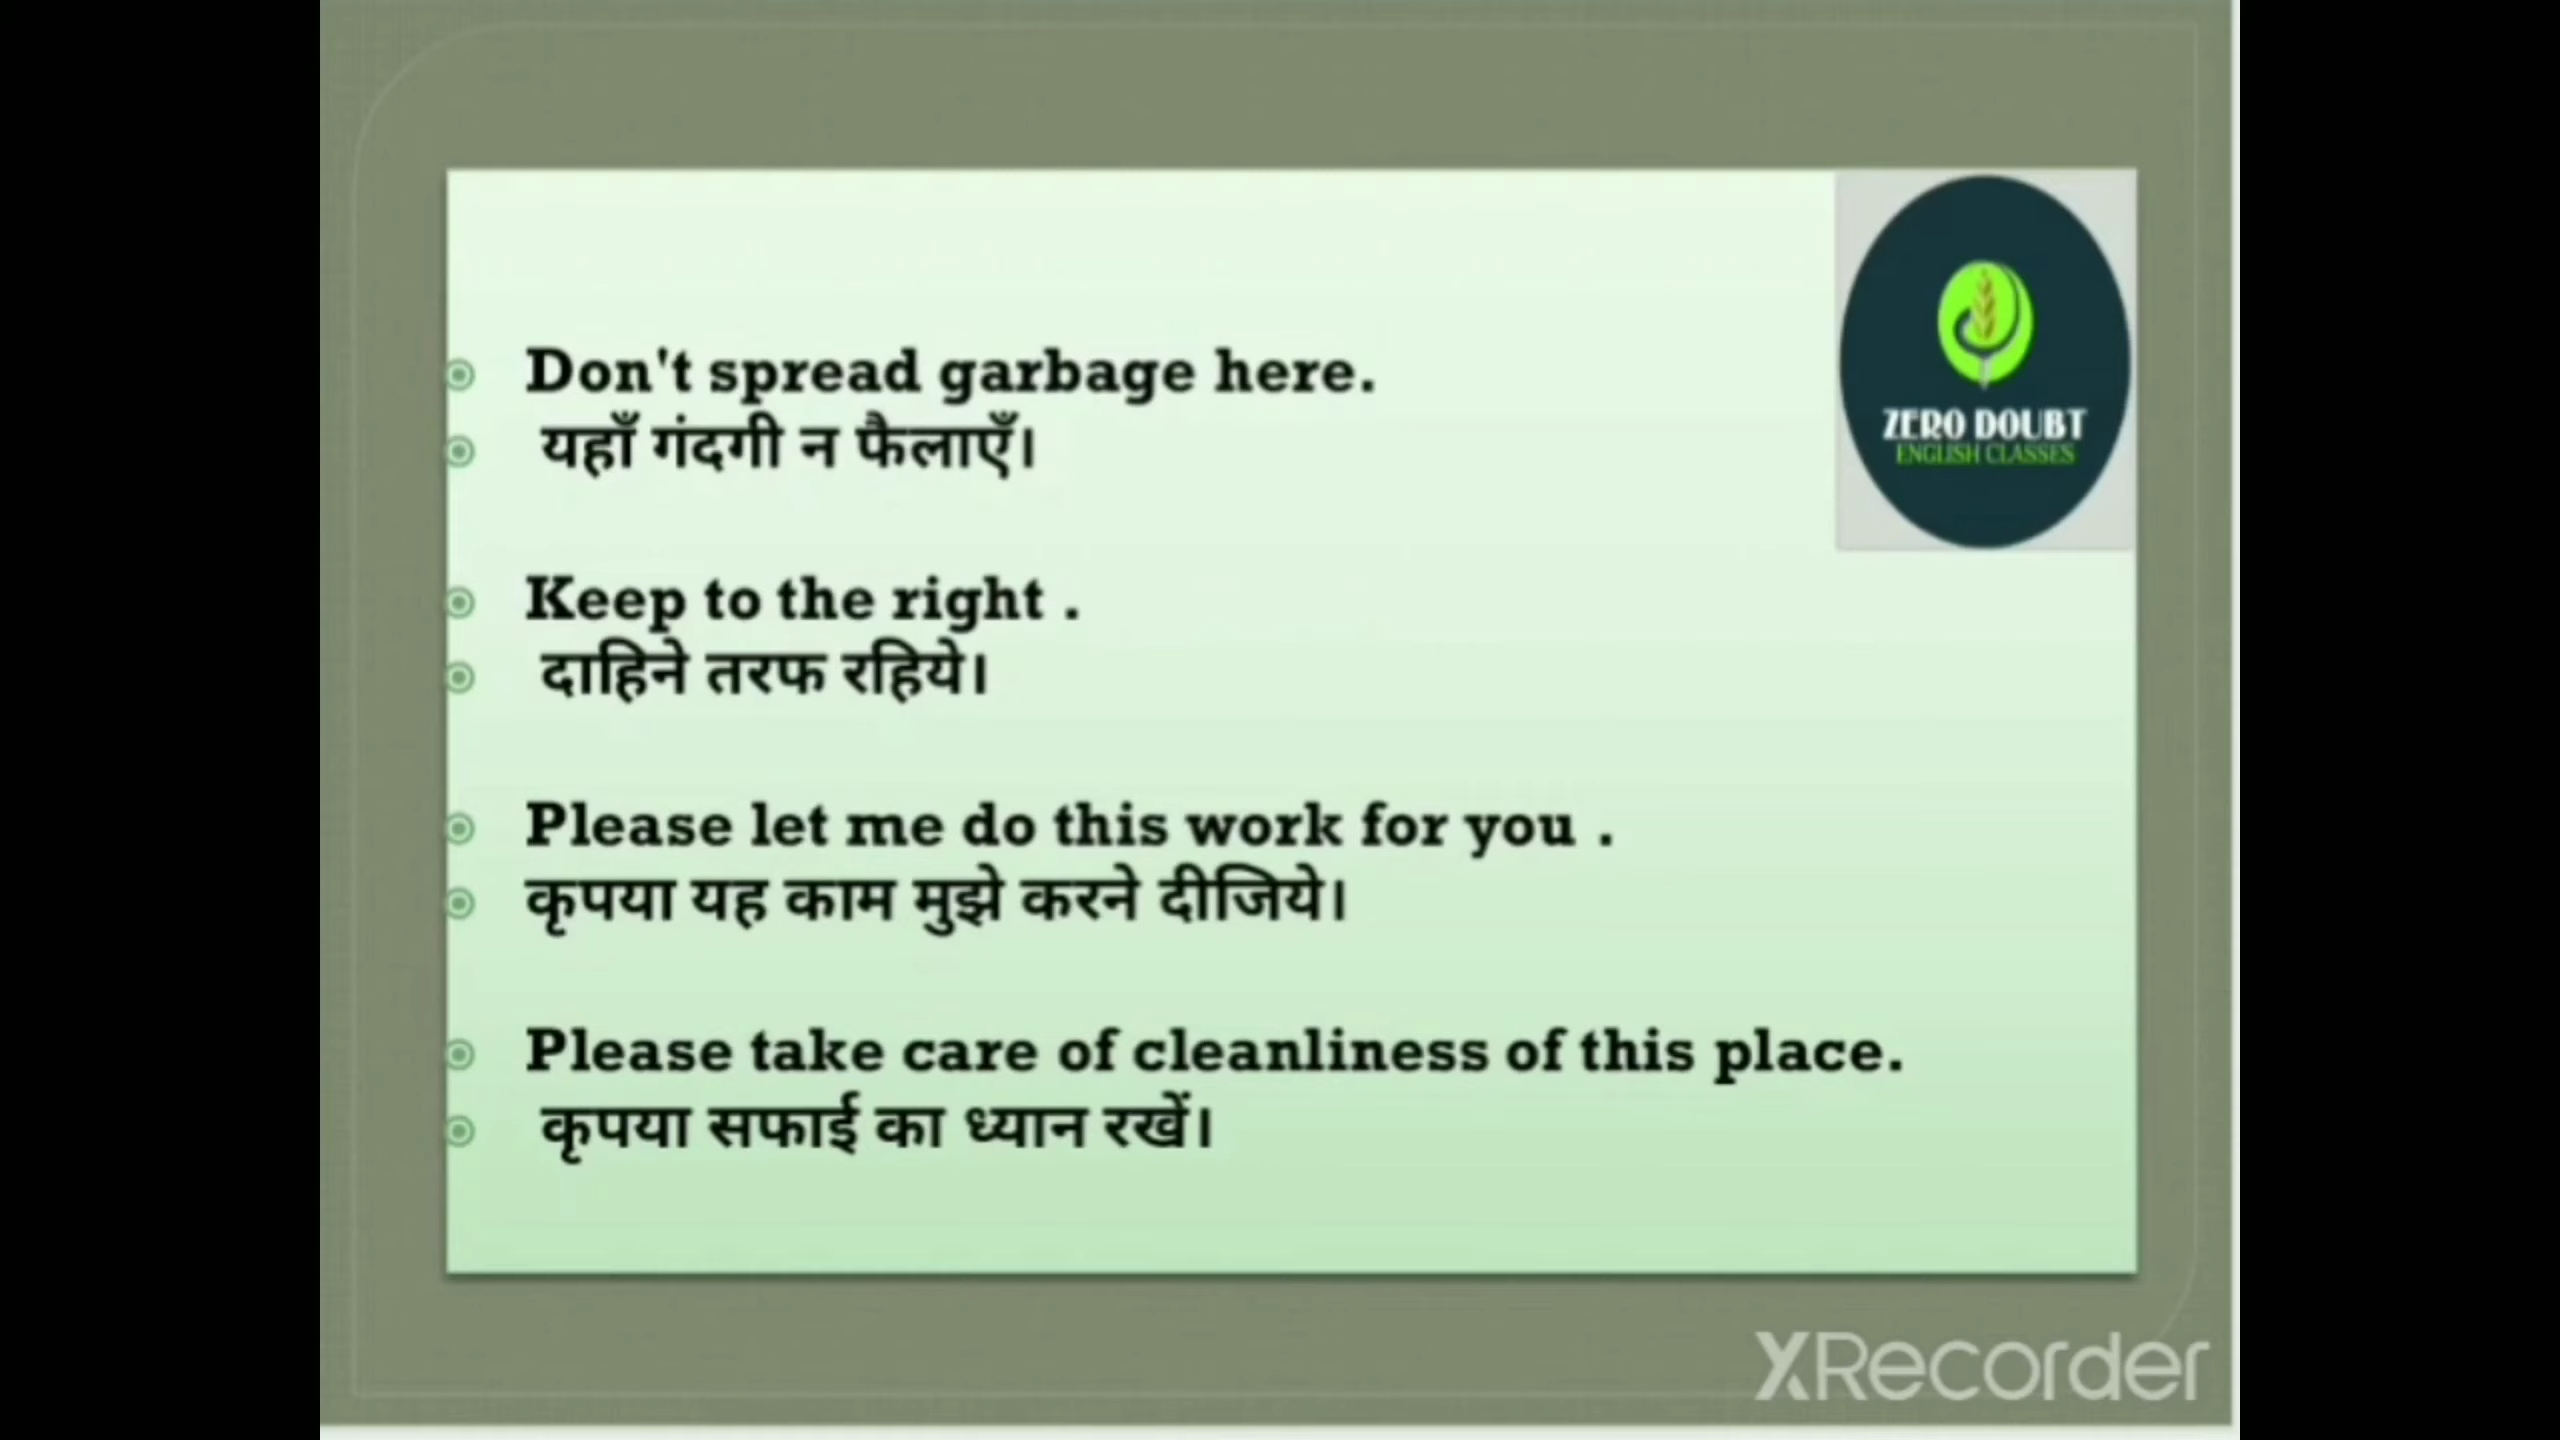 Don't spread garbage here.
यहाँ गंदगी न फैलाएँ।
Keep to the right .
दाहिने तरफ रहिये।
Please let me do this work for you .
कृपया यह काम मुझे करने दीजिये।
Please take care of cleanliness of this place.
कृपया सफाई का ध्यान रखें।
ZERO DOUBT
ENGLISH CLASSES
XRecorder